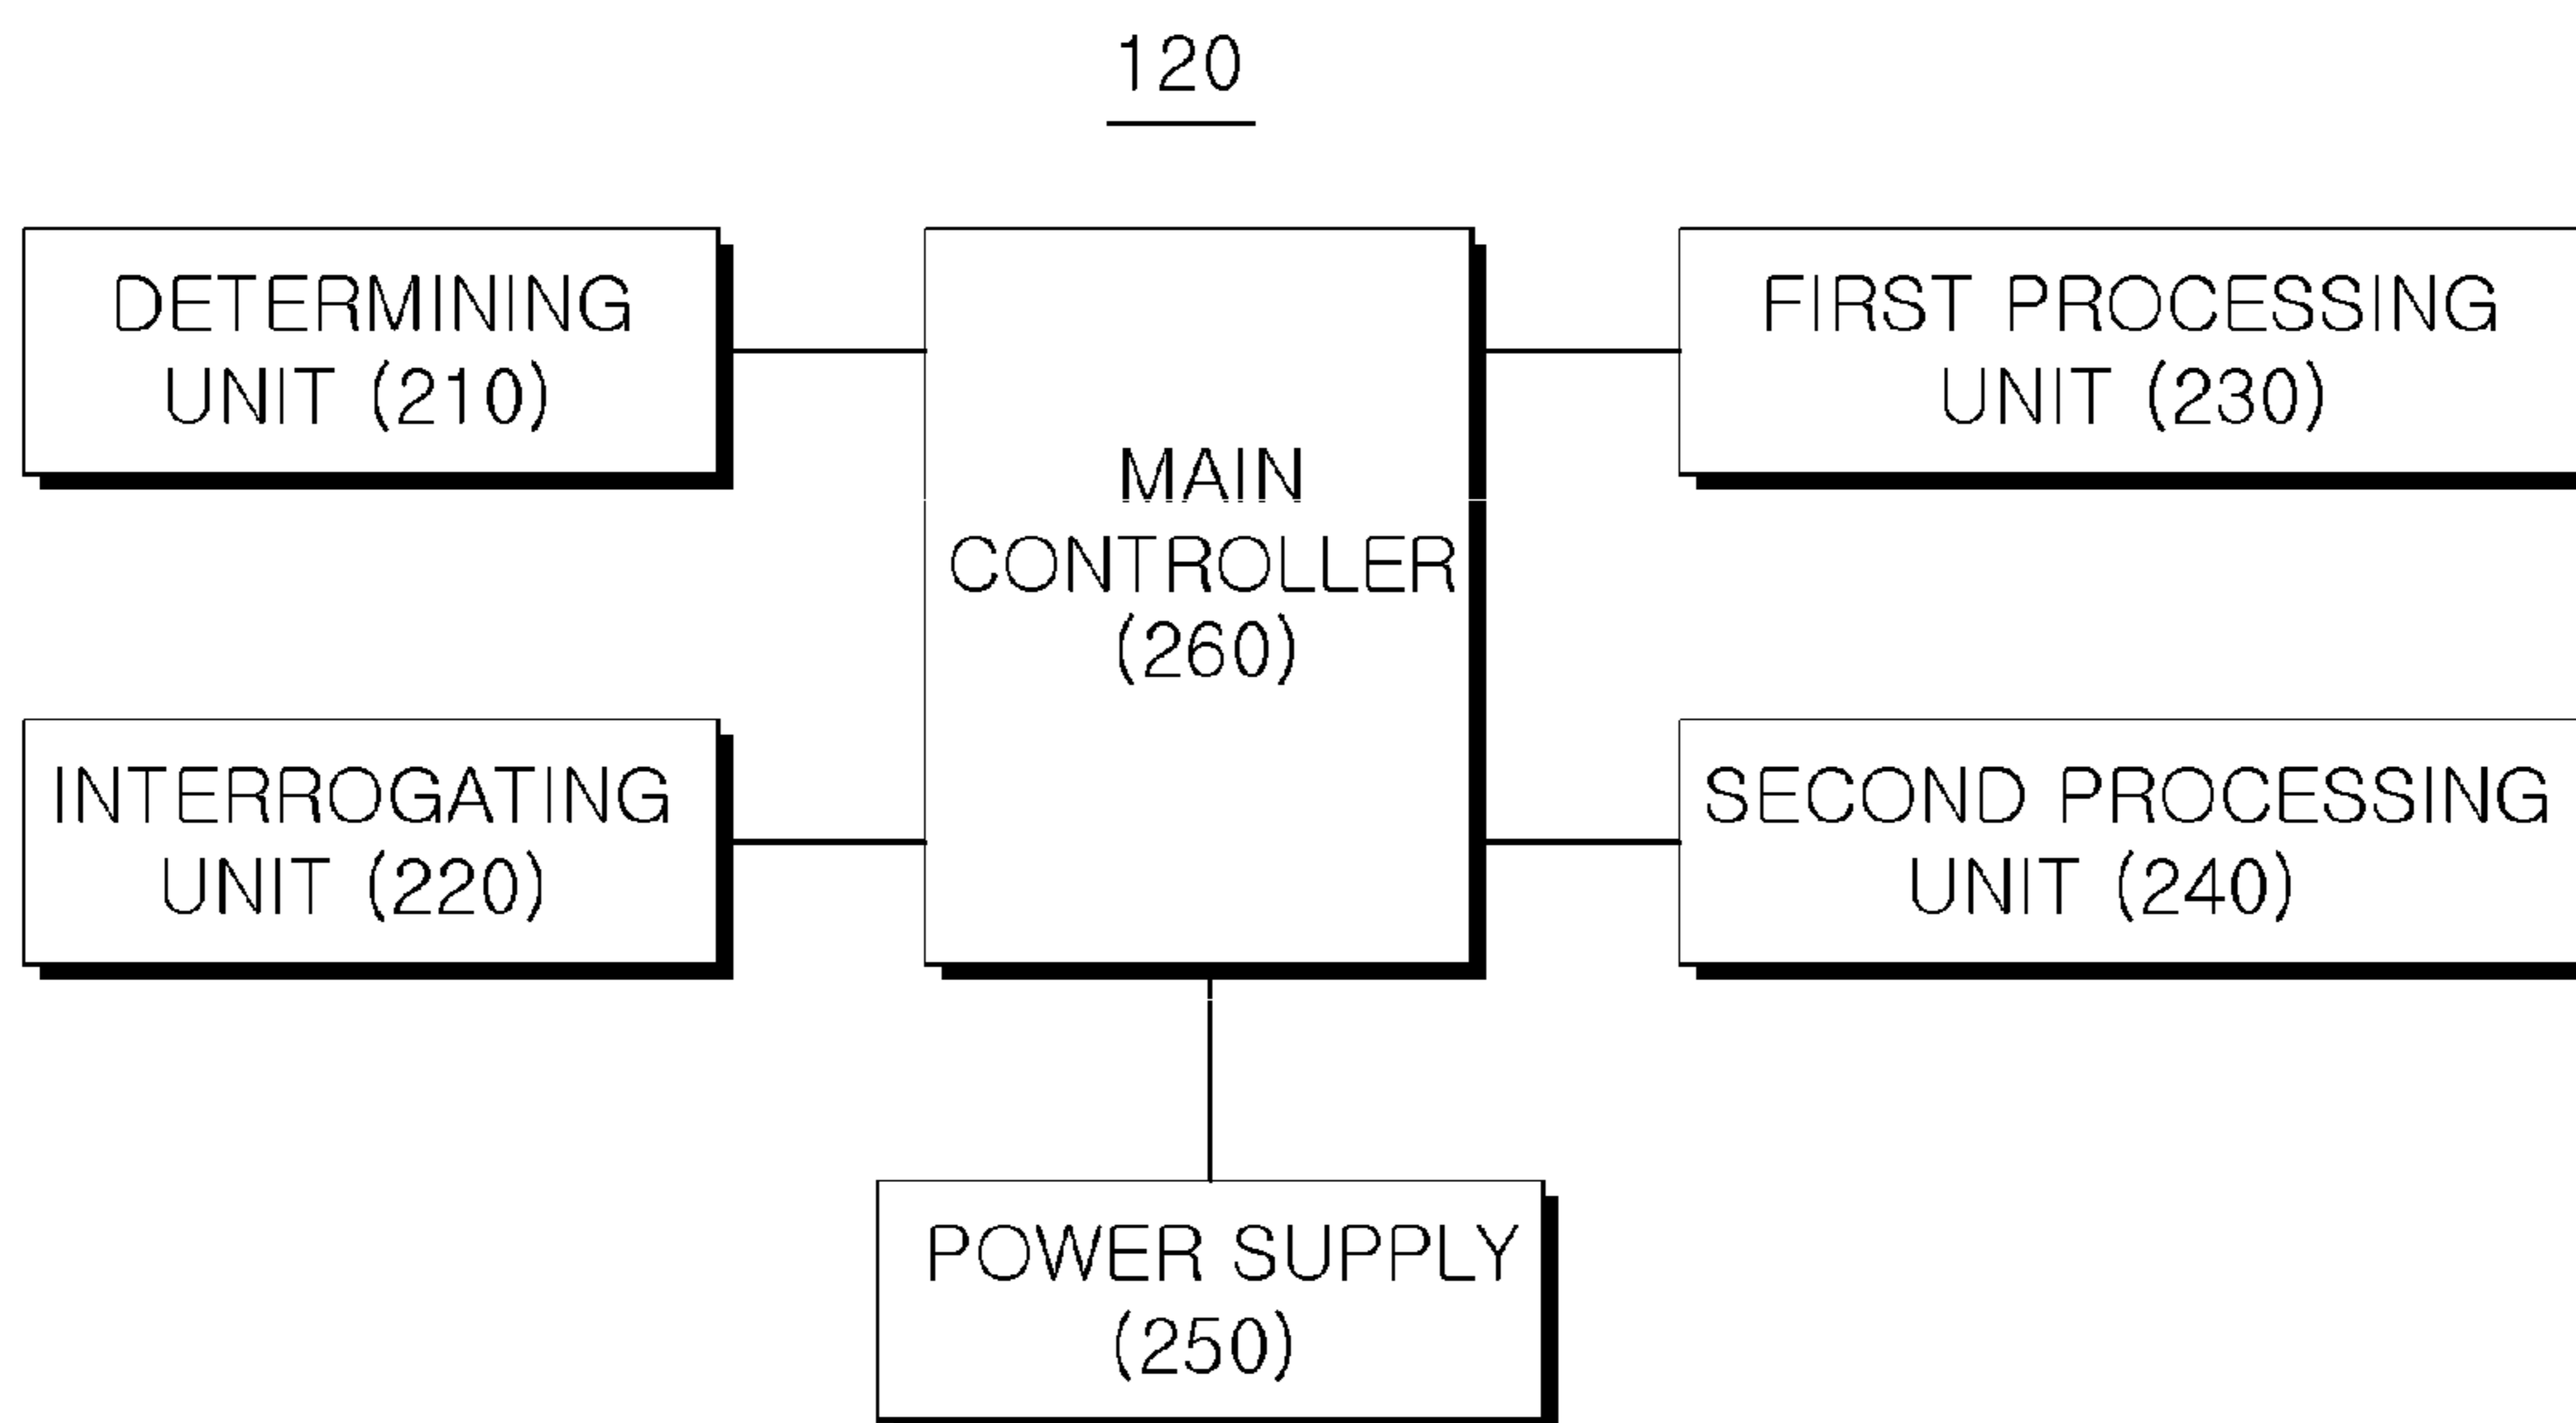 120
DETERMINING
UNIT (210)
MAIN
CONTROLLER
(260)
FIRST PROCESSING
UNIT (230)
INTERROGATING
UNIT (220)
SECOND PROCESSING
UNIT (240)
POWER SUPPLY
(250)